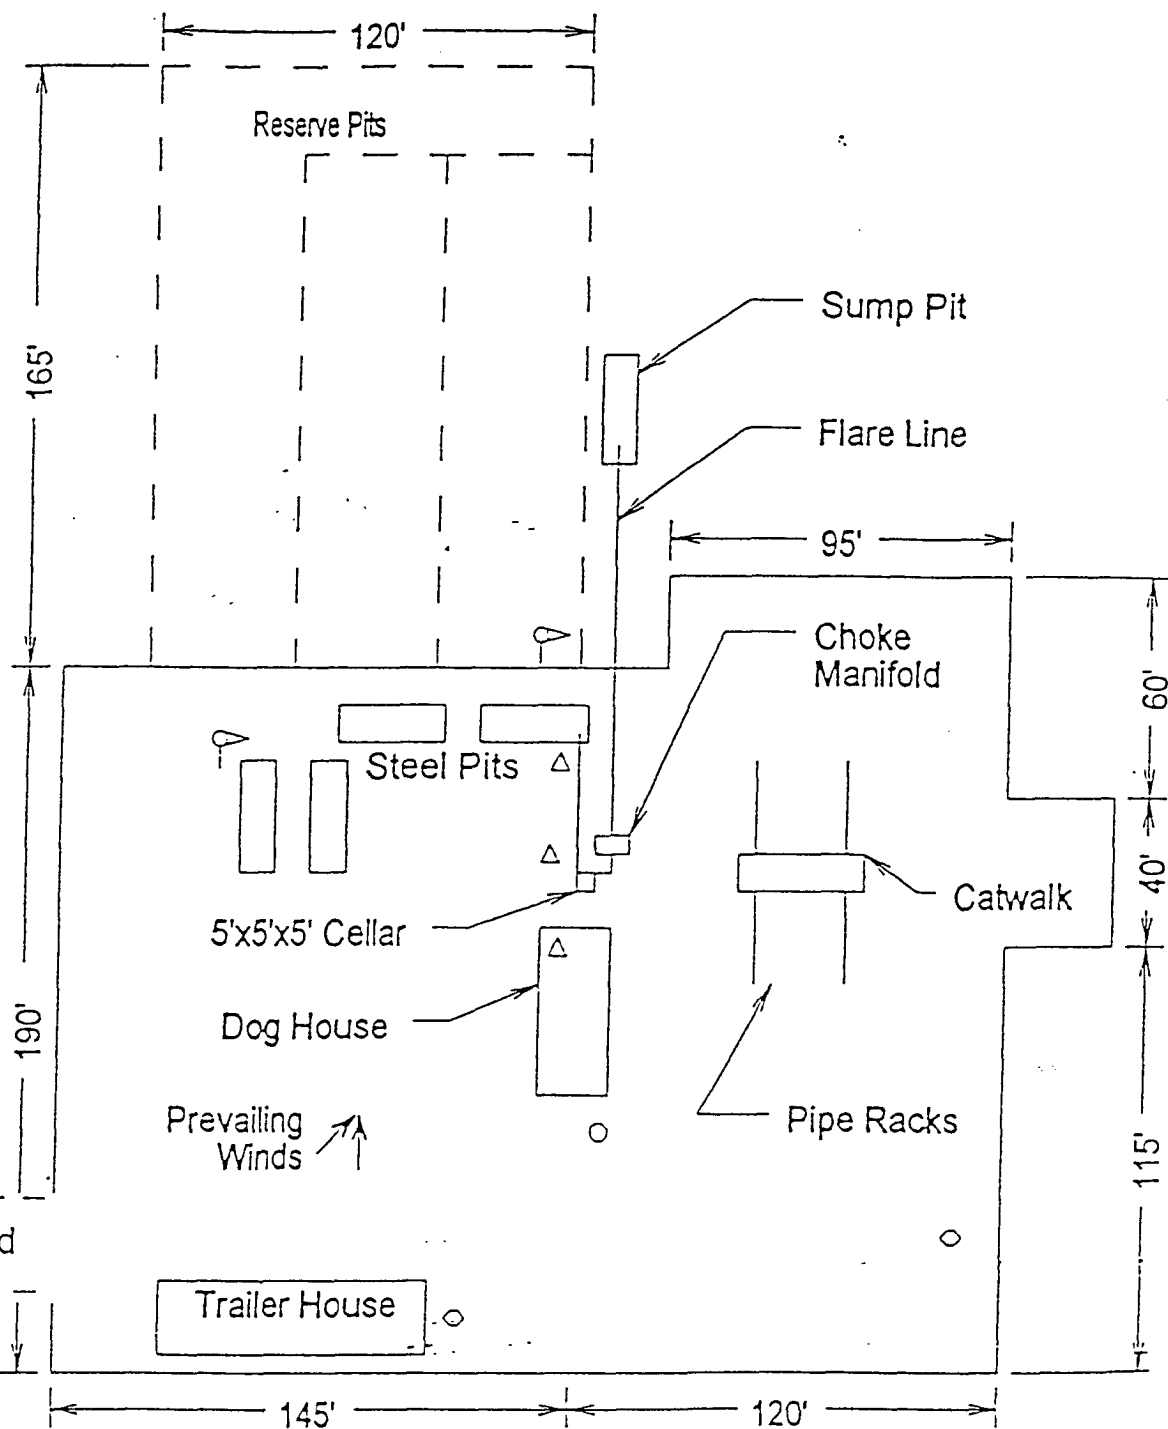 120'
Reserve Pits
Sump Pit
165'
Flare Line
95'
Choke
Manifold
60'
Steel Pits
40'
Catwalk
5'x5'x5' Cellar
190'
Dog House
Prevailing
Winds
Pipe Racks
115'
d
Trailer House
145'
120'